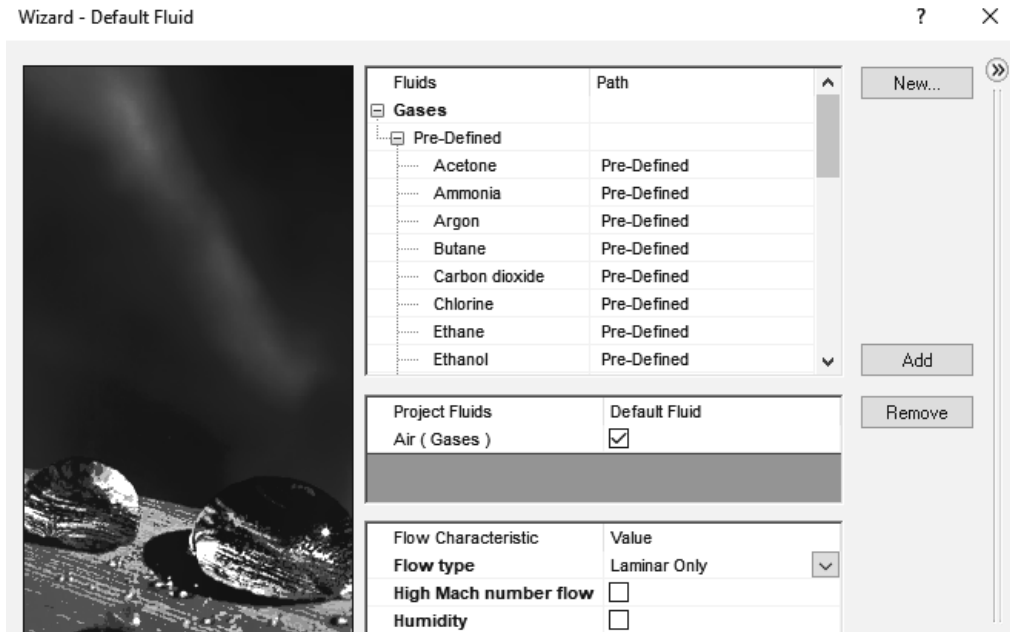 Wizard - Default Fluid ? ×
Fluids Path
Gases
Pre-Defined
Acetone Pre-Defined
Ammonia Pre-Defined
Argon Pre-Defined
Butane Pre-Defined
Carbon dioxide Pre-Defined
Chlorine Pre-Defined
Ethane Pre-Defined
Ethanol Pre-Defined
New...
Add
Project Fluids Default Fluid
Air ( Gases )
Remove
Flow Characteristic Value
Flow type Laminar Only
High Mach number flow
Humidity